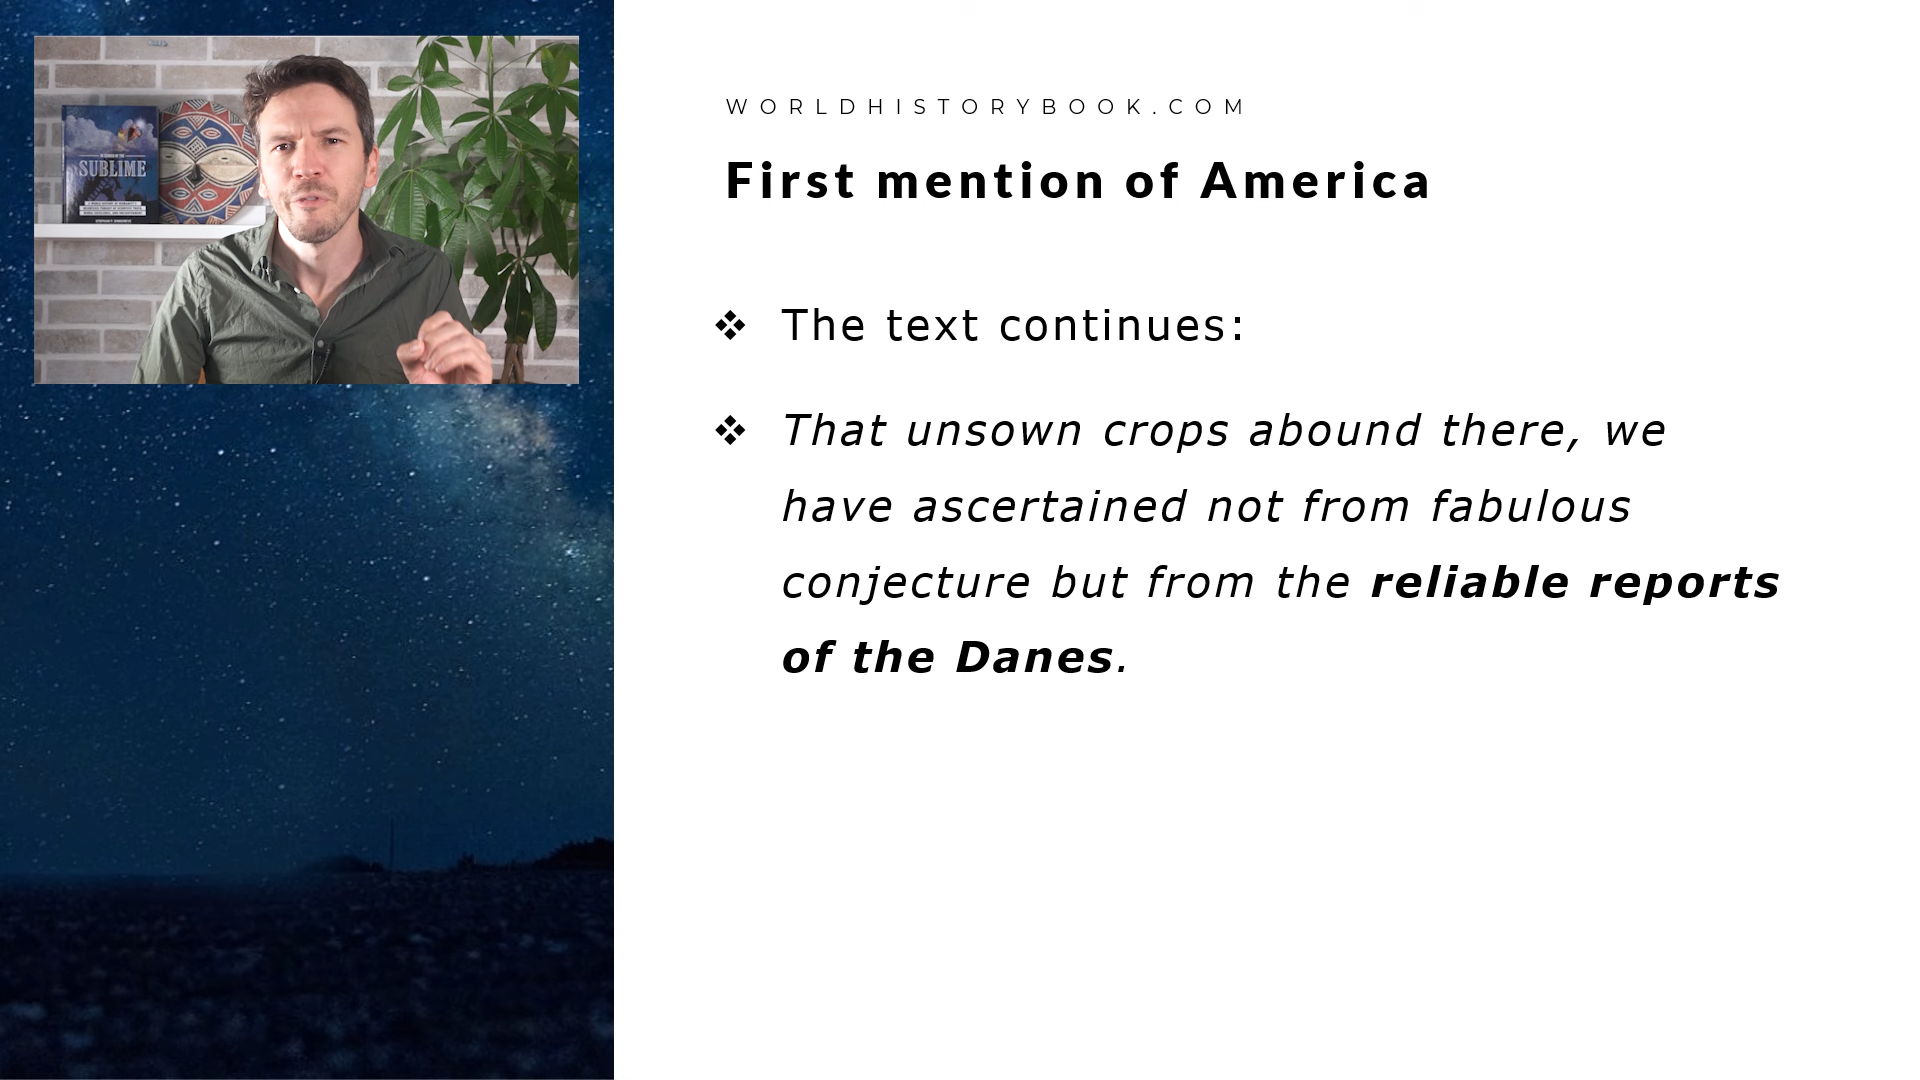 SUBLIME
WORLDHISTORYBOOK.COM
First mention of America
❖ The text continues:
❖ That unsown crops abound there, we
have ascertained not from fabulous
conjecture but from the reliable reports
of the Danes.